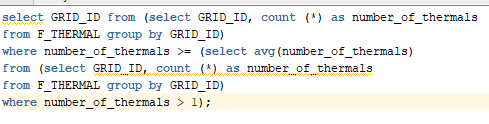 select GRID_ID from (select GRID_ID, count (*) as number_of_thermals
from F_THERMAL group by GRID_ID)
where number_of_thermals >= (select avg(number_of_thermals)
from (select GRID_ID, count (*) as number_of_thermals
from F_THERMAL group by GRID_ID)
where number_of_thermals > 1);